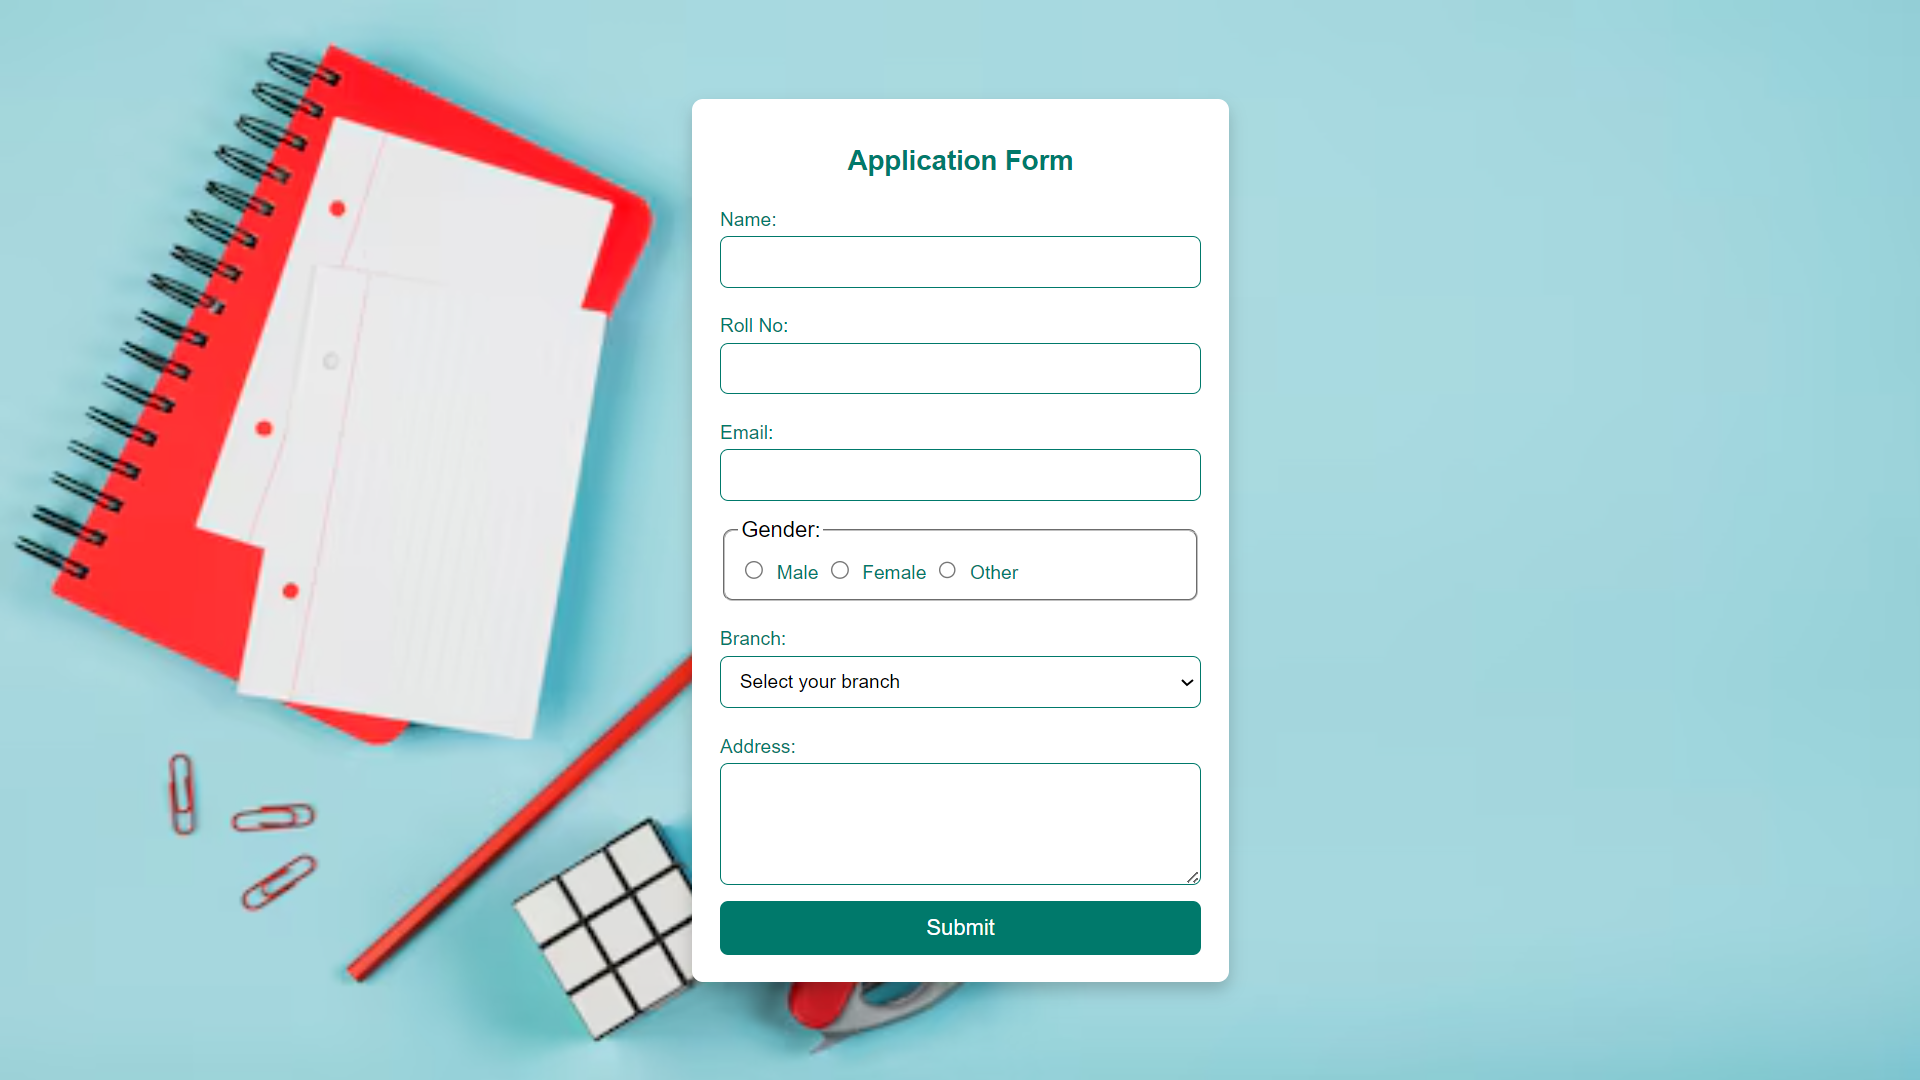 Application Form
Name:
Roll No:
Email:
Gender:
Male Female Other
Branch:
Select your branch
Address:
Submit